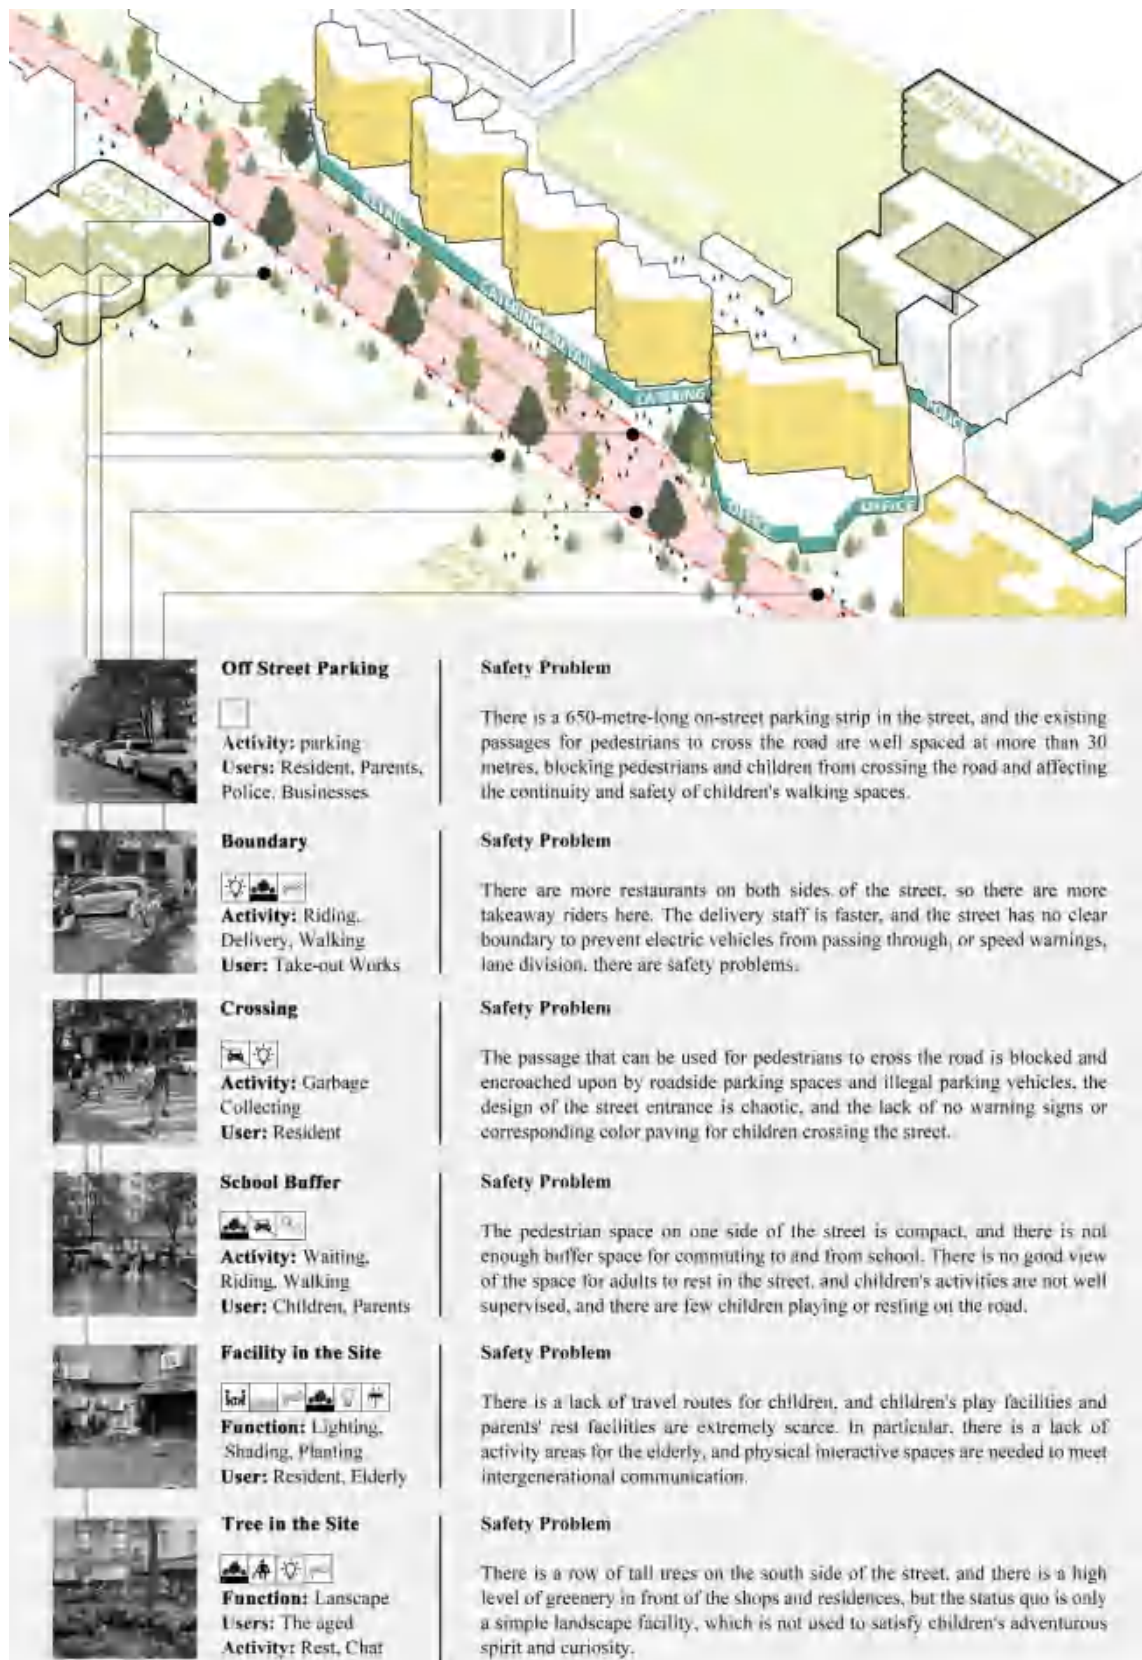 PRIMARY SCHOOL
RETAIL
CATERING&RETAIL
CATERING
POLICE
OFFICE
OFFICE
Off Street Parking
Activity: parking
Users: Resident, Parents,
Police, Businesses
Safety Problem
There is a 650-metre-long on-street parking strip in the street, and the existing
passages for pedestrians to cross the road are well spaced at more than 30
metres, blocking pedestrians and children from crossing the road and affecting
the continuity and safety of children's walking spaces.
Boundary
Activity: Riding,
Delivery, Walking
User: Take-out Works
Safety Problem
There are more restaurants on both sides of the street, so there are more
takeaway riders here. The delivery staff is faster, and the street has no clear
boundary to prevent electric vehicles from passing through, or speed warnings,
lane division, there are safety problems.
Crossing
Activity: Garbage
Collecting
User: Resident
Safety Problem
The passage that can be used for pedestrians to cross the road is blocked and
encroached upon by roadside parking spaces and illegal parking vehicles, the
design of the street entrance is chaotic, and the lack of no warning signs or
corresponding color paving for children crossing the street.
School Buffer
Activity: Waiting,
Riding, Walking
User: Children, Parents
Safety Problem
The pedestrian space on one side of the street is compact, and there is not
enough buffer space for commuting to and from school. There is no good view
of the space for adults to rest in the street, and children's activities are not well
supervised, and there are few children playing or resting on the road.
Facility in the Site
Function: Lighting,
Shading, Planting
User: Resident, Elderly
Safety Problem
There is a lack of travel routes for children, and children's play facilities and
parents' rest facilities are extremely scarce. In particular, there is a lack of
activity areas for the elderly, and physical interactive spaces are needed to meet
intergenerational communication.
Tree in the Site
Function: Lanscape
Users: The aged
Activity: Rest, Chat
Safety Problem
There is a row of tall trees on the south side of the street, and there is a high
level of greenery in front of the shops and residences, but the status quo is only
a simple landscape facility, which is not used to satisfy children's adventurous
spirit and curiosity.